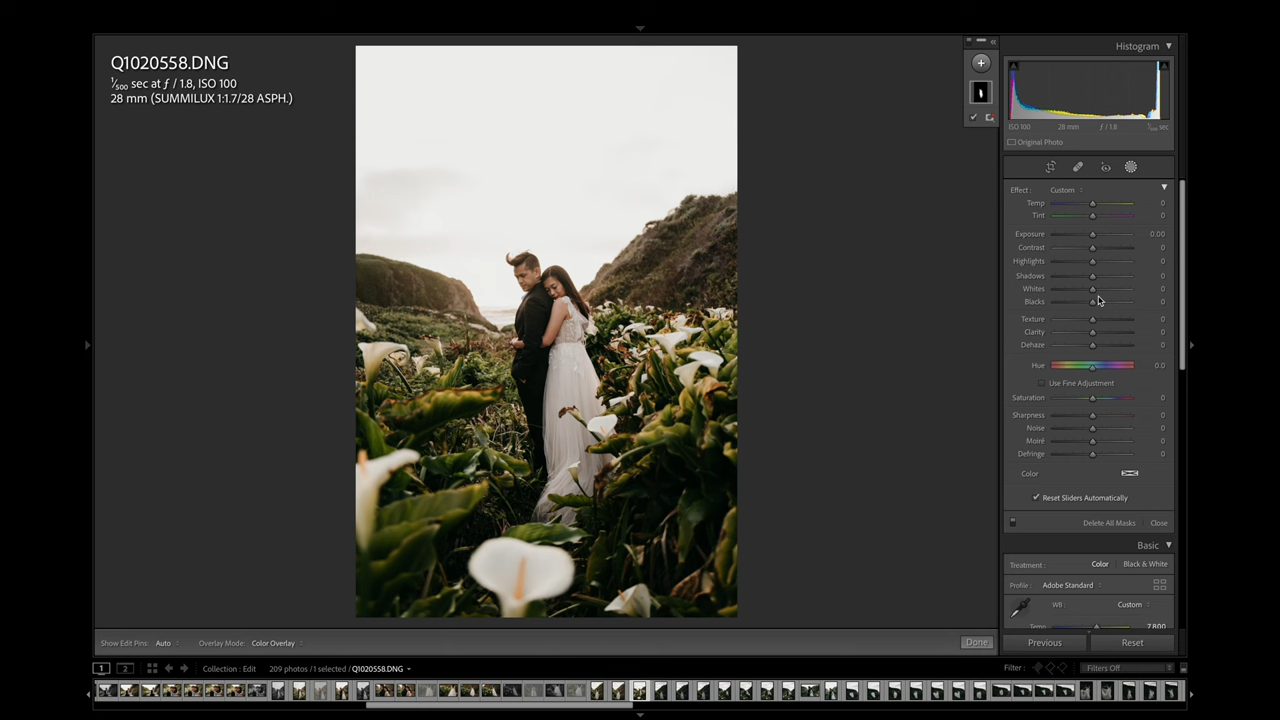 Q1020558.DNG
1/500 sec at ƒ / 1.8, ISO 100
28 mm (SUMMILUX 1:1.7/28 ASPH.)
Histogram
ISO 100 28 mm ƒ / 1.8 1/500 sec
Original Photo
Effect : Custom
Temp 0
Tint 0
Exposure 0.00
Contrast 0
Highlights 0
Shadows 0
Whites 0
Blacks 0
Texture 0
Clarity 0
Dehaze 0
Hue 0.0
Use Fine Adjustment
Saturation 0
Sharpness 0
Noise 0
Moiré 0
Defringe 0
Color
Reset Sliders Automatically
Delete All Masks Close
Basic
Treatment : Color Black & White
Profile : Adobe Standard
WB : Custom
Temp 7,800
Show Edit Pins: Auto Overlay Mode: Color Overlay Done
Previous Reset
1 2 Collection : Edit 209 photos / 1 selected / Q1020558.DNG Filter : Filters Off